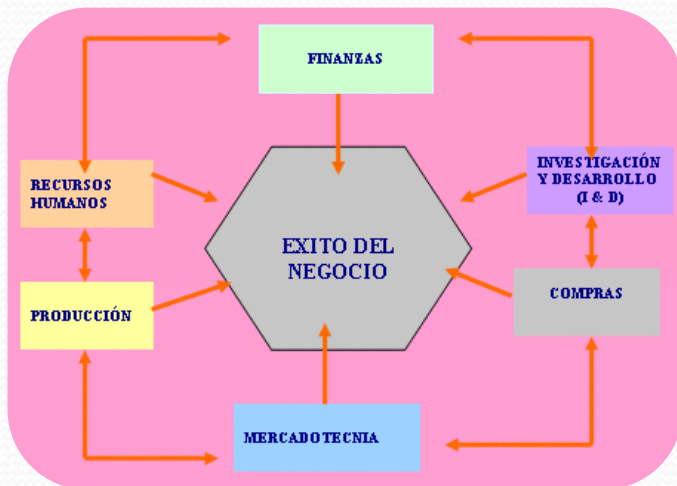 FINANZAS
RECURSOS
HUMANOS
INVESTIGACIÓN
Y DESARROLLO
(I & D)
EXITO DEL
NEGOCIO
PRODUCCIÓN
COMPRAS
MERCADOTECNIA